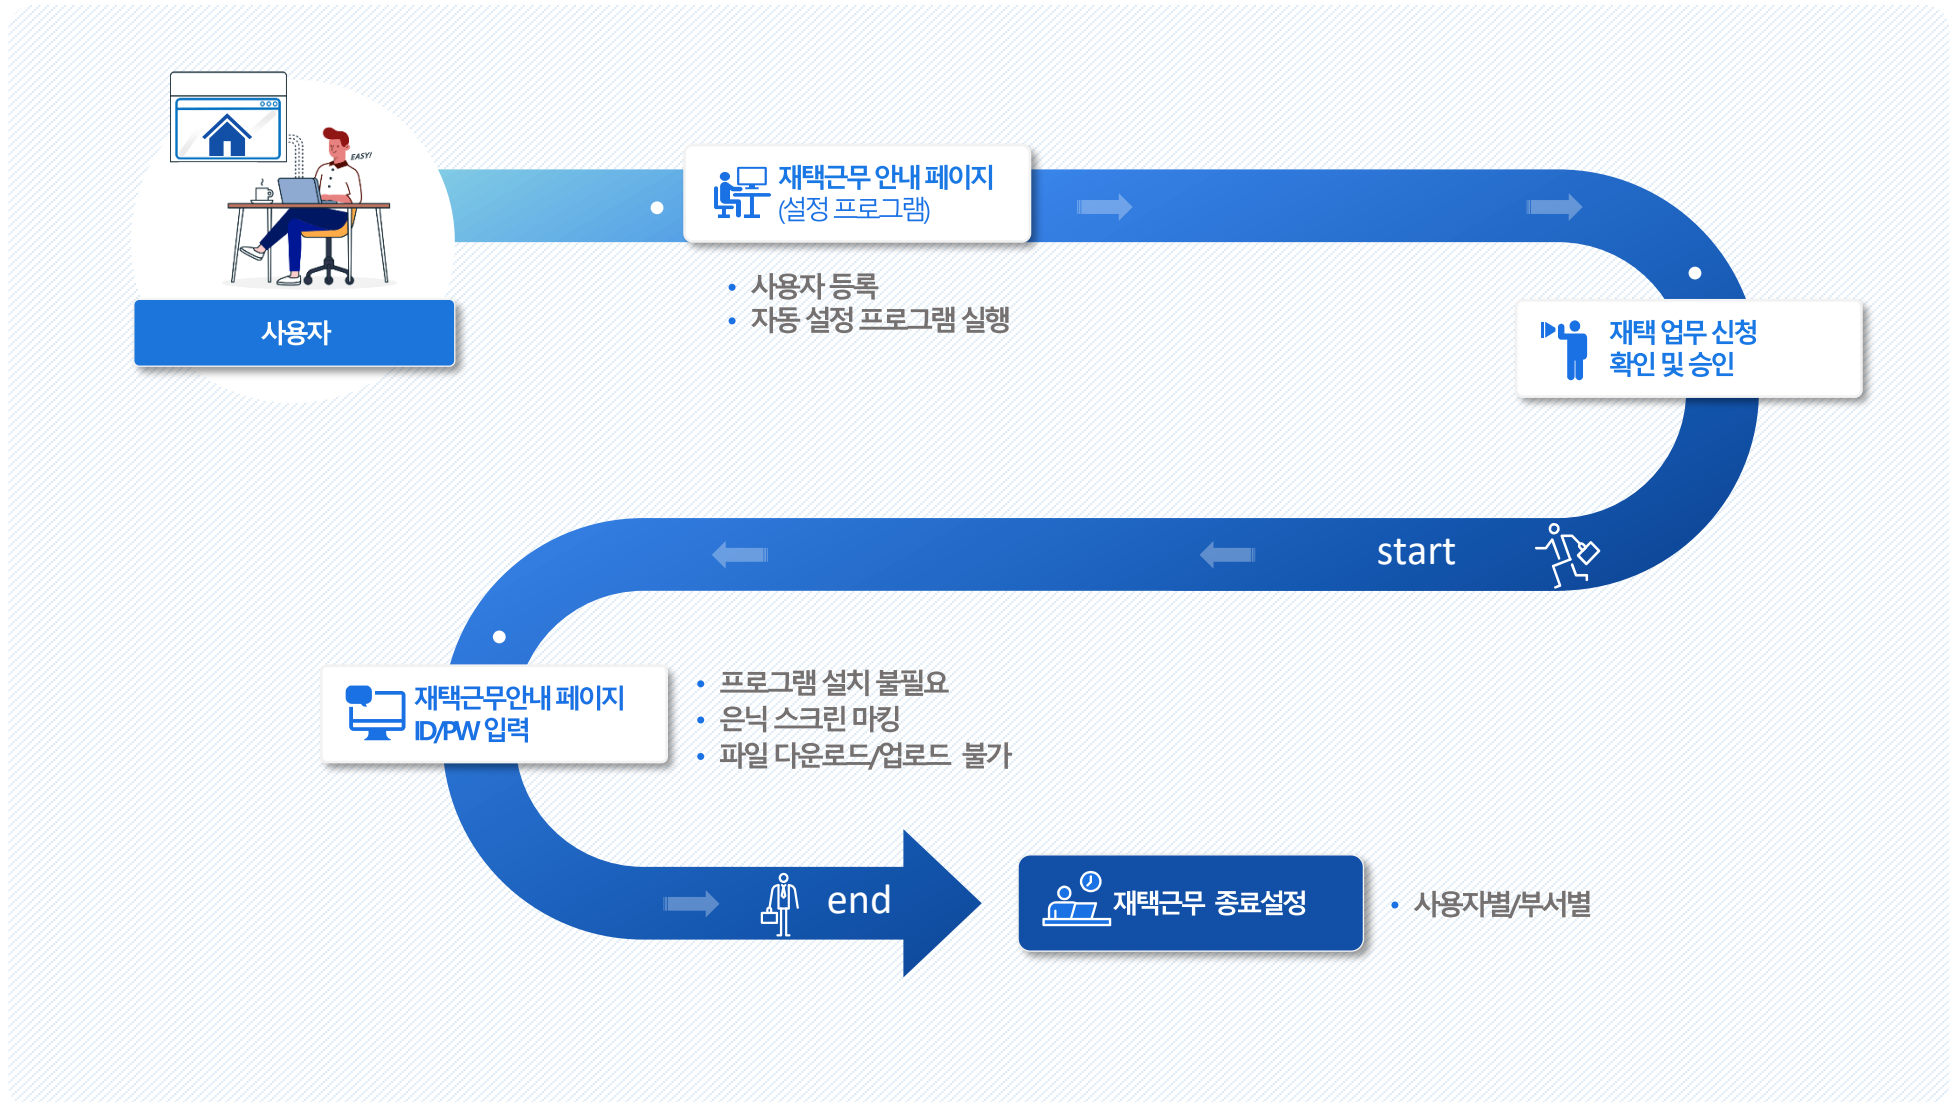 EASY!
사용자
재택근무 안내 페이지
(설정 프로그램)
• 사용자 등록
• 자동 설정 프로그램 실행
재택 업무 신청
확인 및 승인
start
재택근무안내 페이지
ID/PW 입력
• 프로그램 설치 불필요
• 은닉 스크린 마킹
• 파일 다운로드/업로드 불가
end
재택근무 종료설정
• 사용자별/부서별